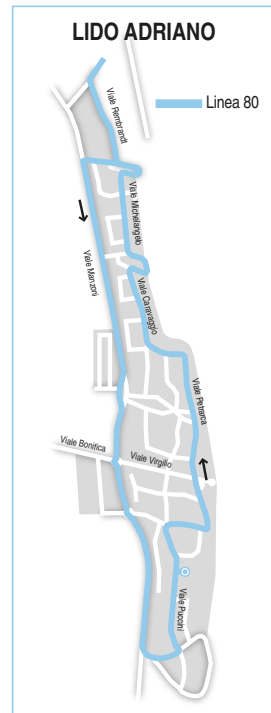 LIDO ADRIANO
Linea 80
Viale Rembrandt
Viale Michelangelo
Viale Manzoni
Viale Caravaggio
Viale Petrarca
Viale Bonifica
Viale Virgilio
Viale Puccini